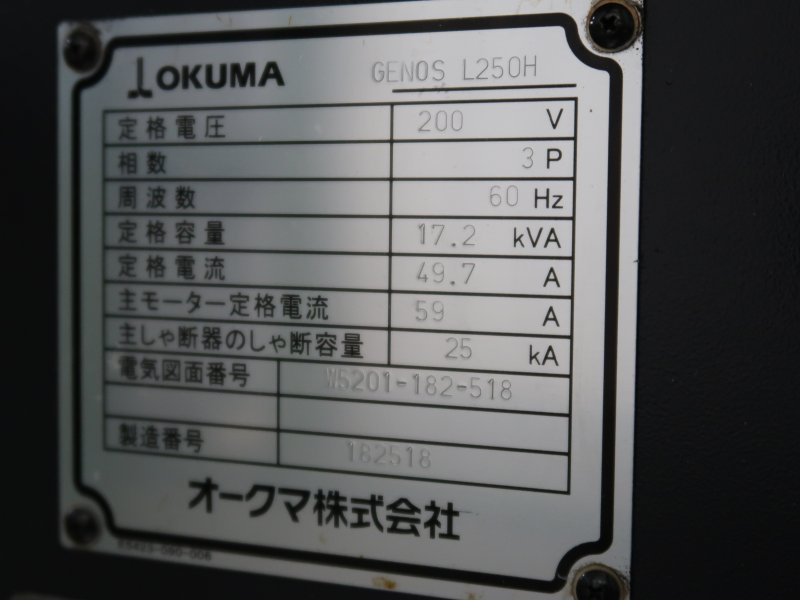 OKUMA GENOS L250H
定格電圧 200 V
相数 3 P
周波数 60 Hz
定格容量 17.2 kVA
定格電流 49.7 A
主モーター定格電流 59 A
主しゃ断器のしゃ断容量 25 kA
電気図面番号 W5201-182-518
製造番号 182518
オークマ株式会社
E5423-090-006